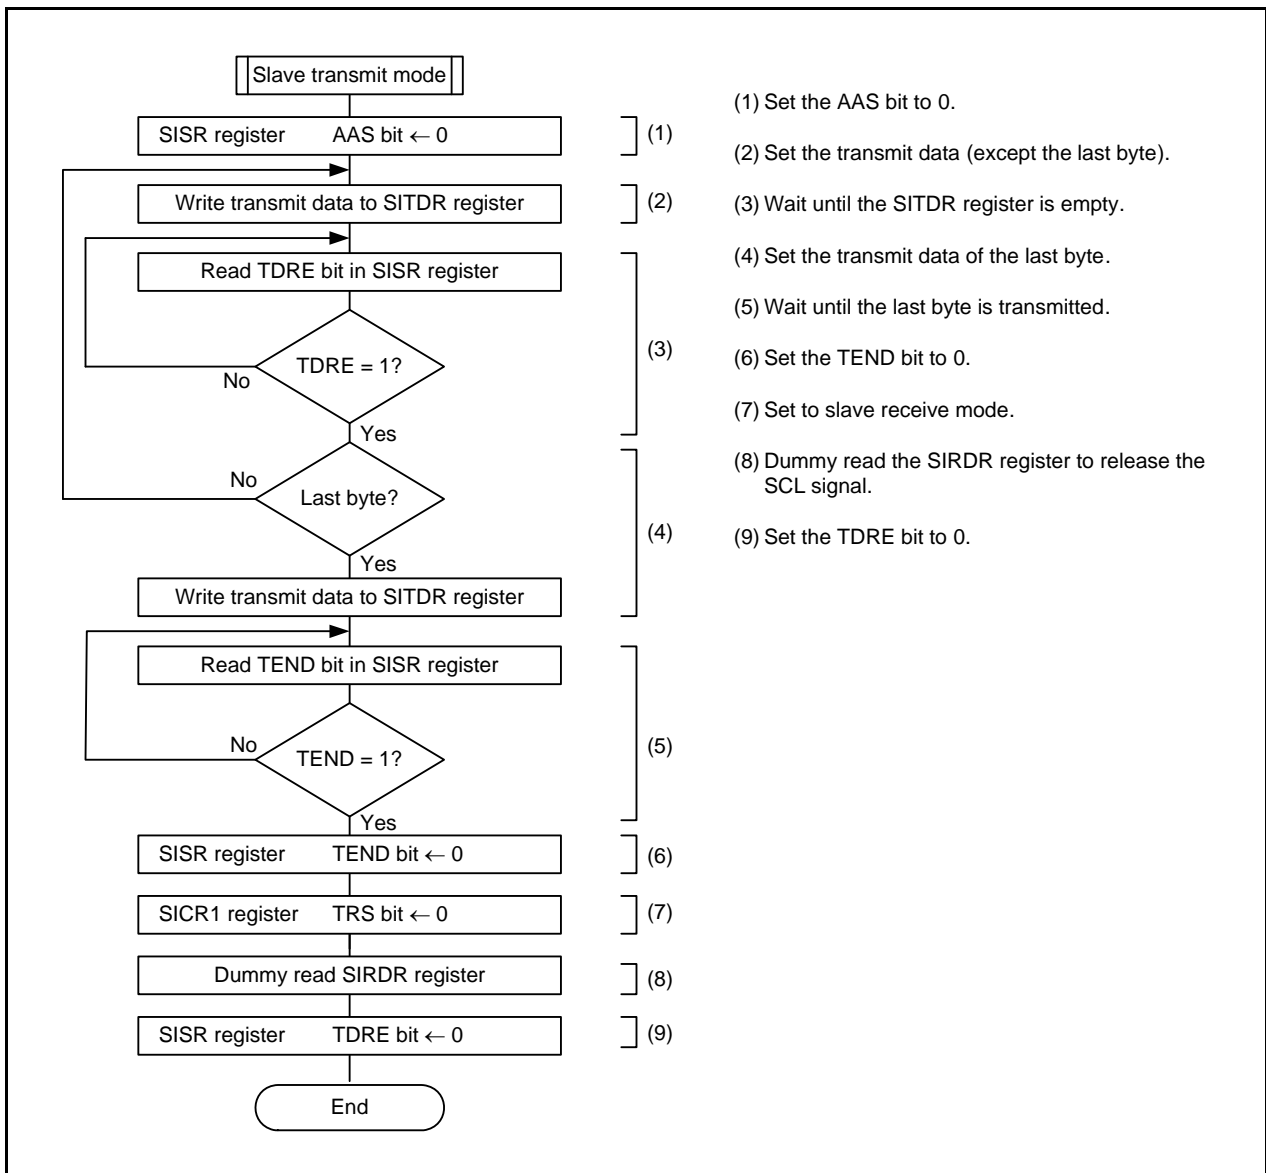 Slave transmit mode
SISR register AAS bit ← 0
(1)
Write transmit data to SITDR register
(2)
Read TDRE bit in SISR register
TDRE = 1?
No
(3)
Yes
No
Last byte?
(4)
Yes
Write transmit data to SITDR register
Read TEND bit in SISR register
No
TEND = 1?
(5)
Yes
SISR register TEND bit ← 0
(6)
SICR1 register TRS bit ← 0
(7)
Dummy read SIRDR register
(8)
SISR register TDRE bit ← 0
(9)
End
(1) Set the AAS bit to 0.
(2) Set the transmit data (except the last byte).
(3) Wait until the SITDR register is empty.
(4) Set the transmit data of the last byte.
(5) Wait until the last byte is transmitted.
(6) Set the TEND bit to 0.
(7) Set to slave receive mode.
(8) Dummy read the SIRDR register to release the
SCL signal.
(9) Set the TDRE bit to 0.